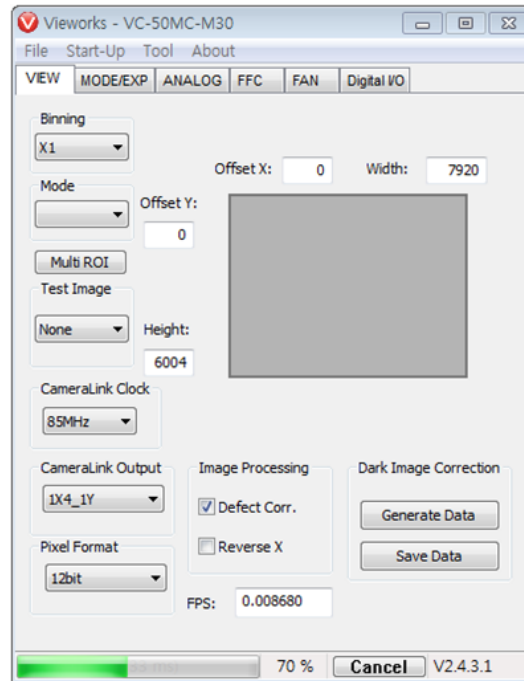 Vieworks - VC-50MC-M30
File Start-Up Tool About
VIEW MODE/EXP ANALOG FFC FAN Digital I/O
Binning
X1
Offset X: 0 Width: 7920
Mode
Offset Y:
0
Multi ROI
Test Image
None
Height:
6004
CameraLink Clock
85MHz
CameraLink Output Image Processing Dark Image Correction
1X4_1Y
Defect Corr.
Generate Data
Reverse X
Save Data
Pixel Format
12bit
FPS: 0.008680
70 % Cancel V2.4.3.1